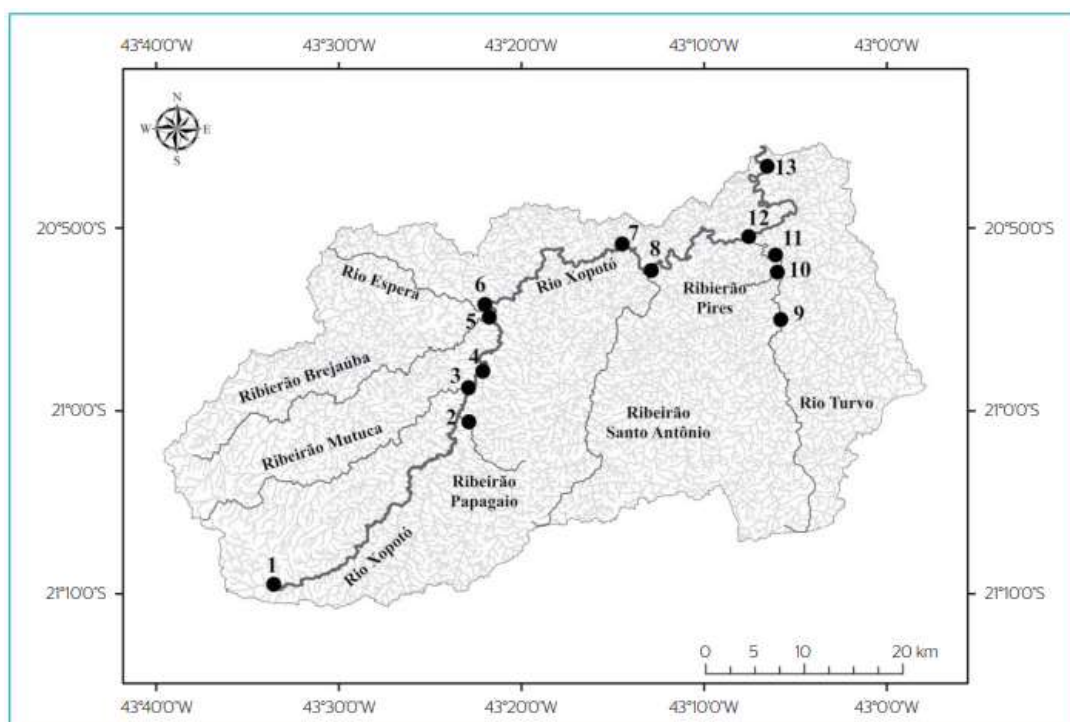 43°40'0"W 43°30'0"W 43°20'0"W 43°10'0"W 43°0'0"W
N
W E
S
13
20°50'0"S 20°50'0"S
12
7
11
8
Rio Xopotó
10
Rio Espera
Ribierão
Pires
6
5
9
4
Ribierão Brejaúba
3
21°0'0"S 21°0'0"S
Rio Turvo
2
Ribeirão
Santo Antônio
Ribeirão Mutuca
Ribeirão
Papagaio
Rio Xopotó
1
21°10'0"S 21°10'0"S
0 5 10 20 km
43°40'0"W 43°30'0"W 43°20'0"W 43°10'0"W 43°0'0"W